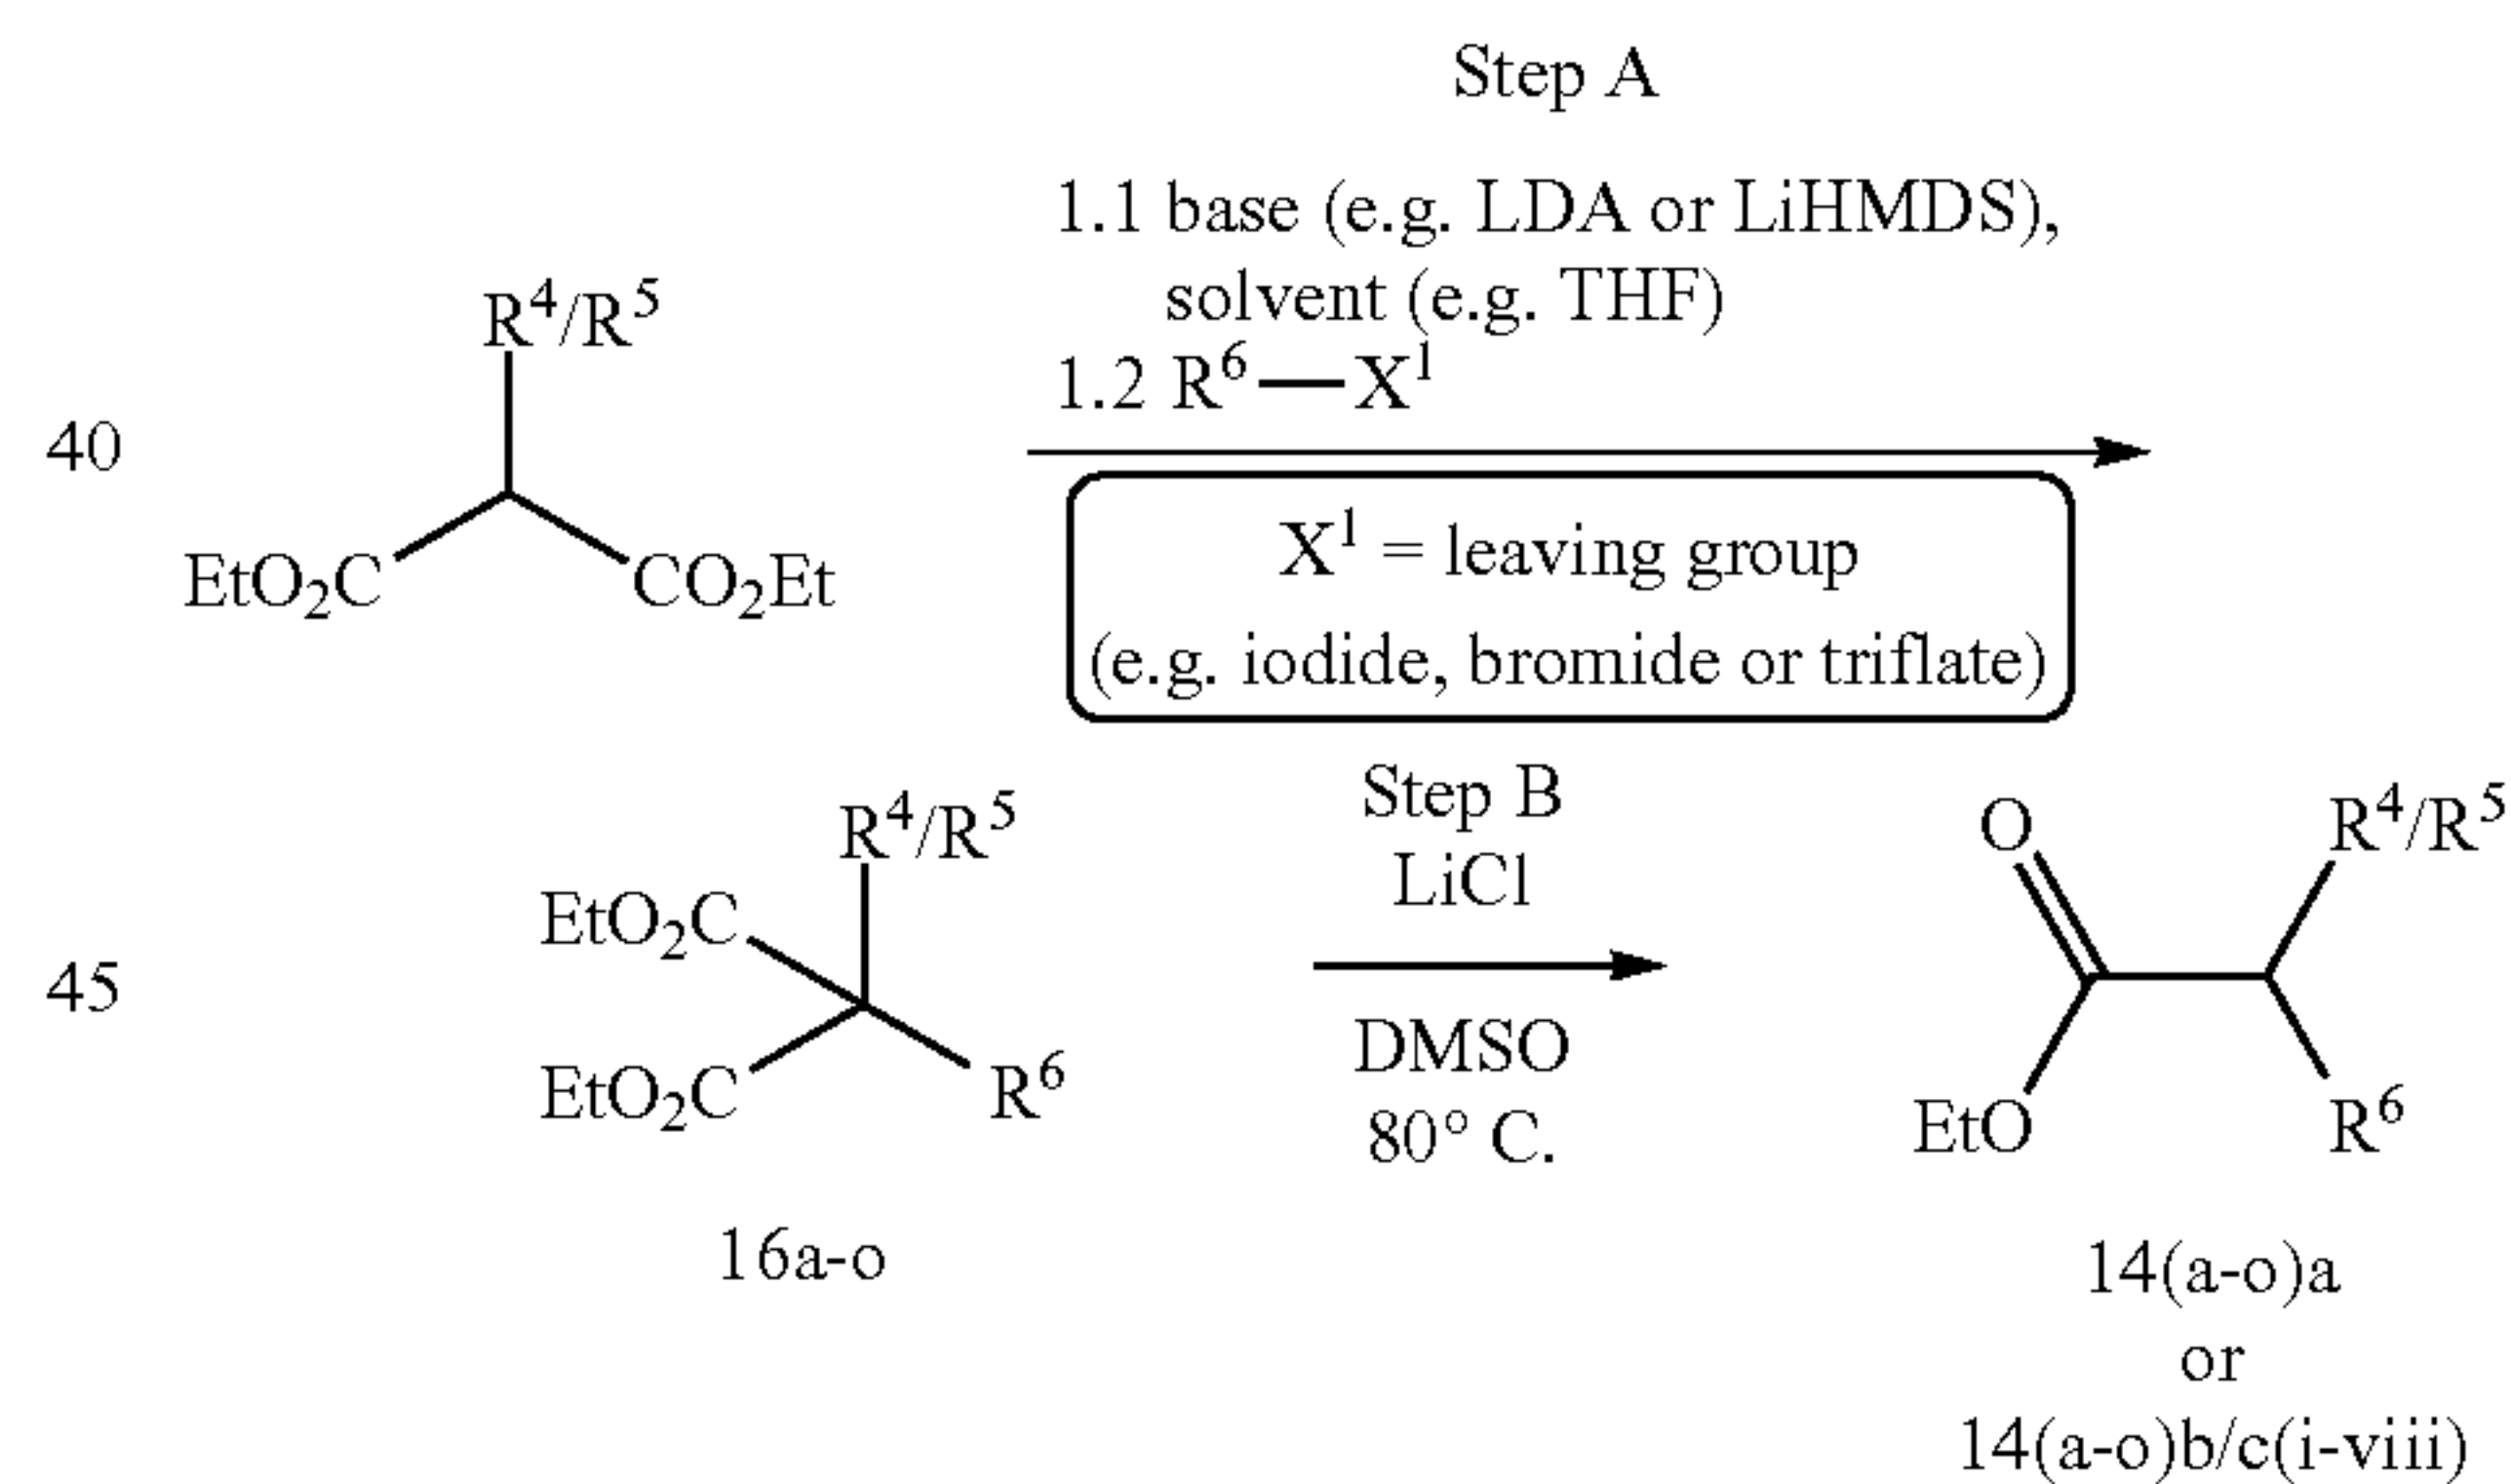 Step A
1.1 base (e.g. LDA or LiHMDS),
solvent (e.g. THF)
1.2 R⁶—X¹
R⁴/R⁵
40
EtO₂C CO₂Et
X¹ = leaving group
(e.g. iodide, bromide or triflate)
Step B
LiCl
DMSO
80° C.
R⁴/R⁵
EtO₂C
45
EtO₂C
R⁶
16a-o
O
R⁴/R⁵
EtO
R⁶
14(a-o)a
or
14(a-o)b/c(i-viii)